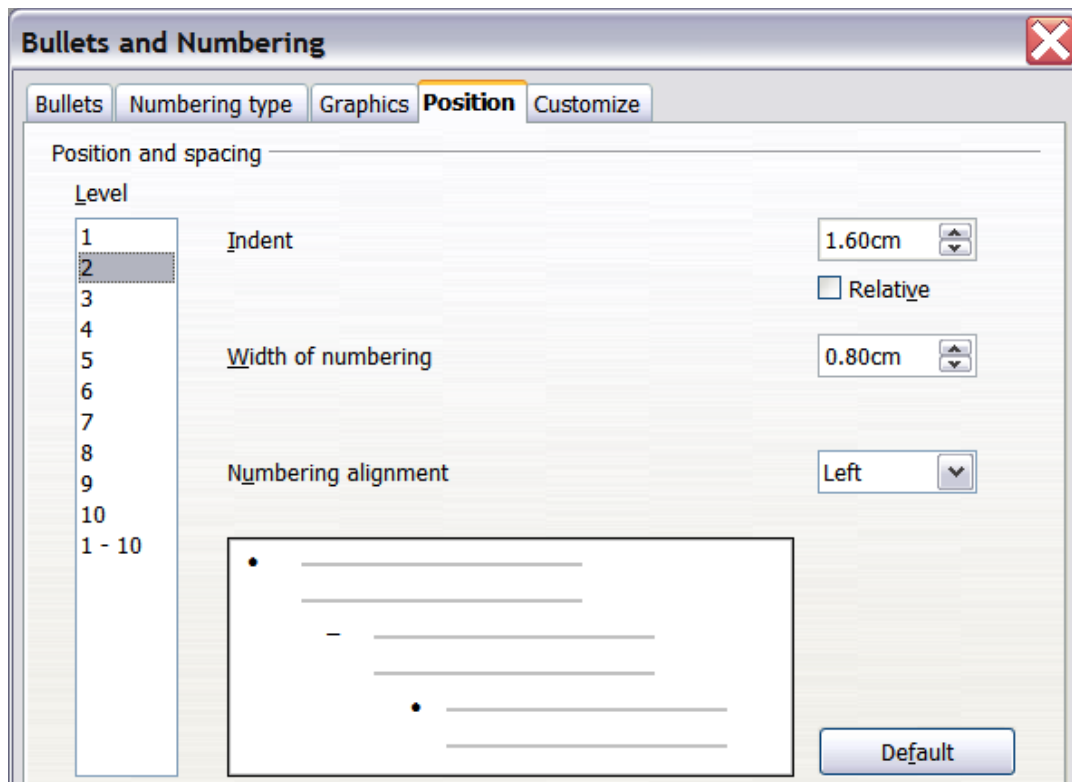 Bullets and Numbering
Bullets Numbering type Graphics Position Customize
Position and spacing
Level
1
2
3
4
5
6
7
8
9
10
1 - 10
Indent 1.60cm
Relative
Width of numbering 0.80cm
Numbering alignment Left
Default